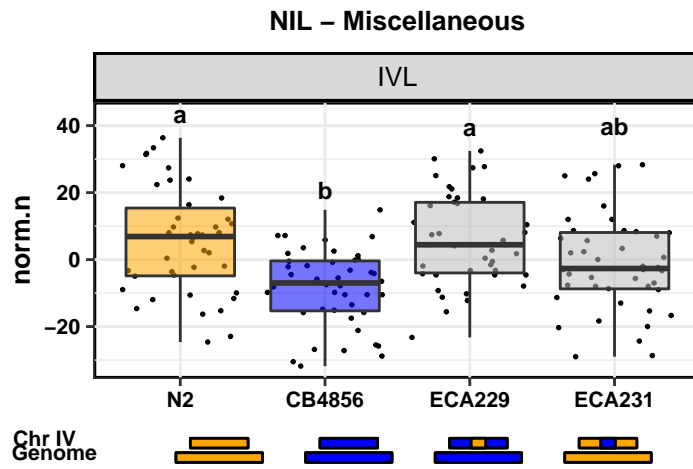 NIL – Miscellaneous
IVL
a
b
a
ab
norm.n
40
20
0
−20
N2 CB4856 ECA229 ECA231
Chr IV
Genome